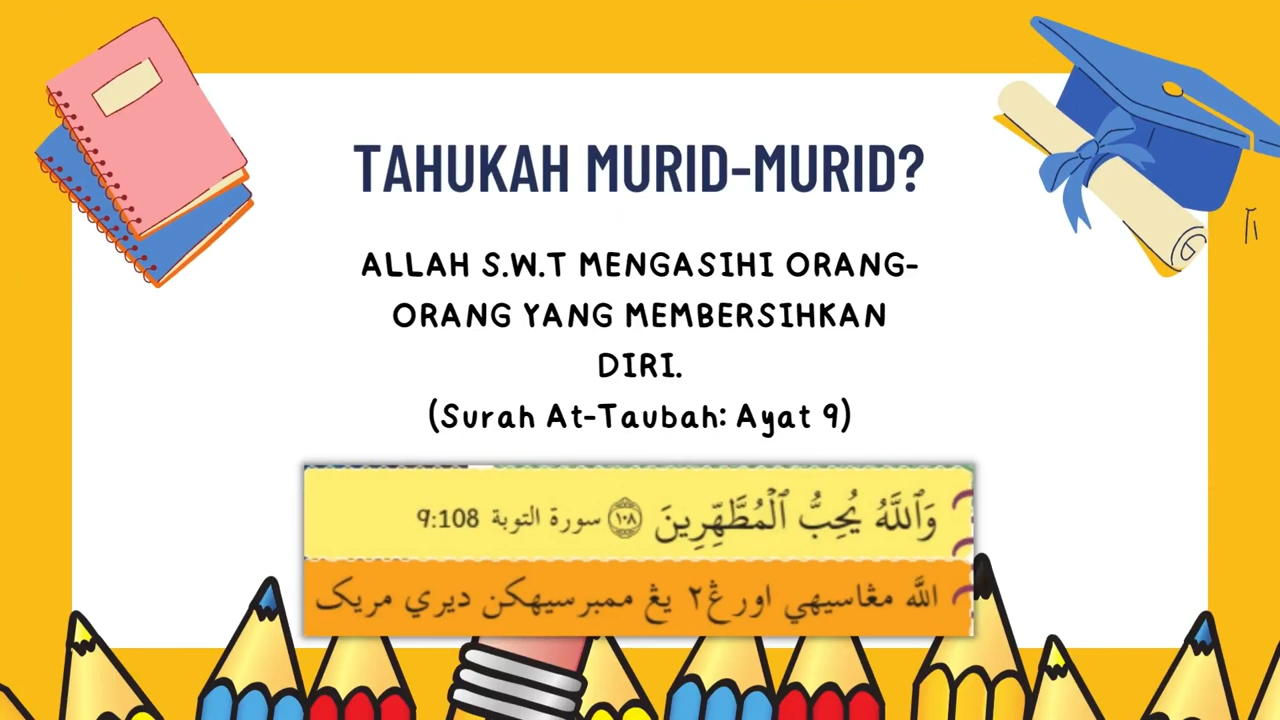 TAHUKAH MURID-MURID?
ALLAH S.W.T MENGASIHI ORANG-
ORANG YANG MEMBERSIHKAN
DIRI.
(Surah At-Taubah: Ayat 9)
وَٱللَّهُ يُحِبُّ ٱلْمُطَّهِّرِينَ ١٠٨ سورة التوبة 9:108
الله مڠاسيهي اورڠ٢ يڠ ممبرسيهكن ديري مريک